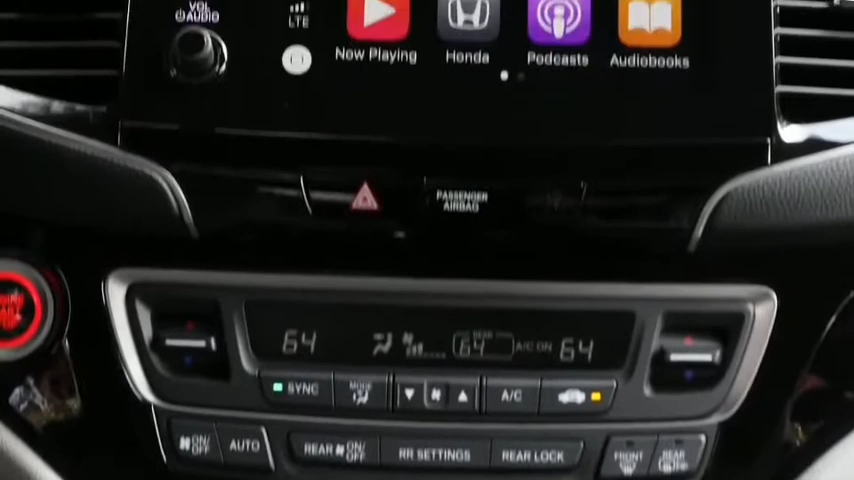 VOL
AUDIO
LTE
Now Playing
Honda
Podcasts
Audiobooks
PASSENGER
AIRBAG
64
REAR
64
A/C ON
64
SYNC
MODE
A/C
ON/
OFF
AUTO
REAR ON/
OFF
RR SETTINGS
REAR LOCK
FRONT
REAR